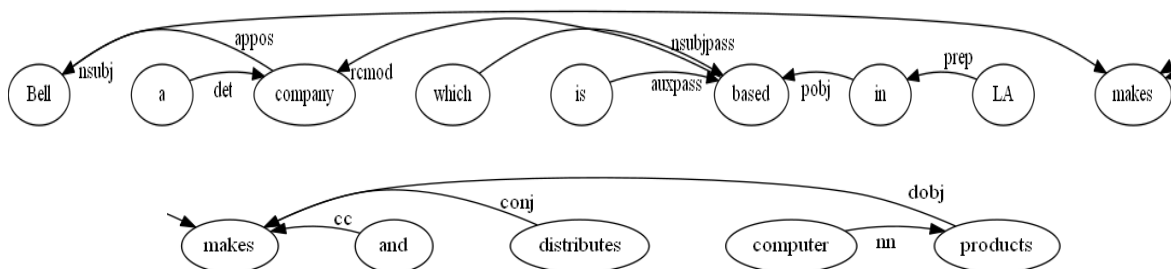 appos nsubjpass prep
nsubj det rcmod auxpass pobj
Bell a company which is based in LA makes
conj dobj
cc nn
makes and distributes computer products